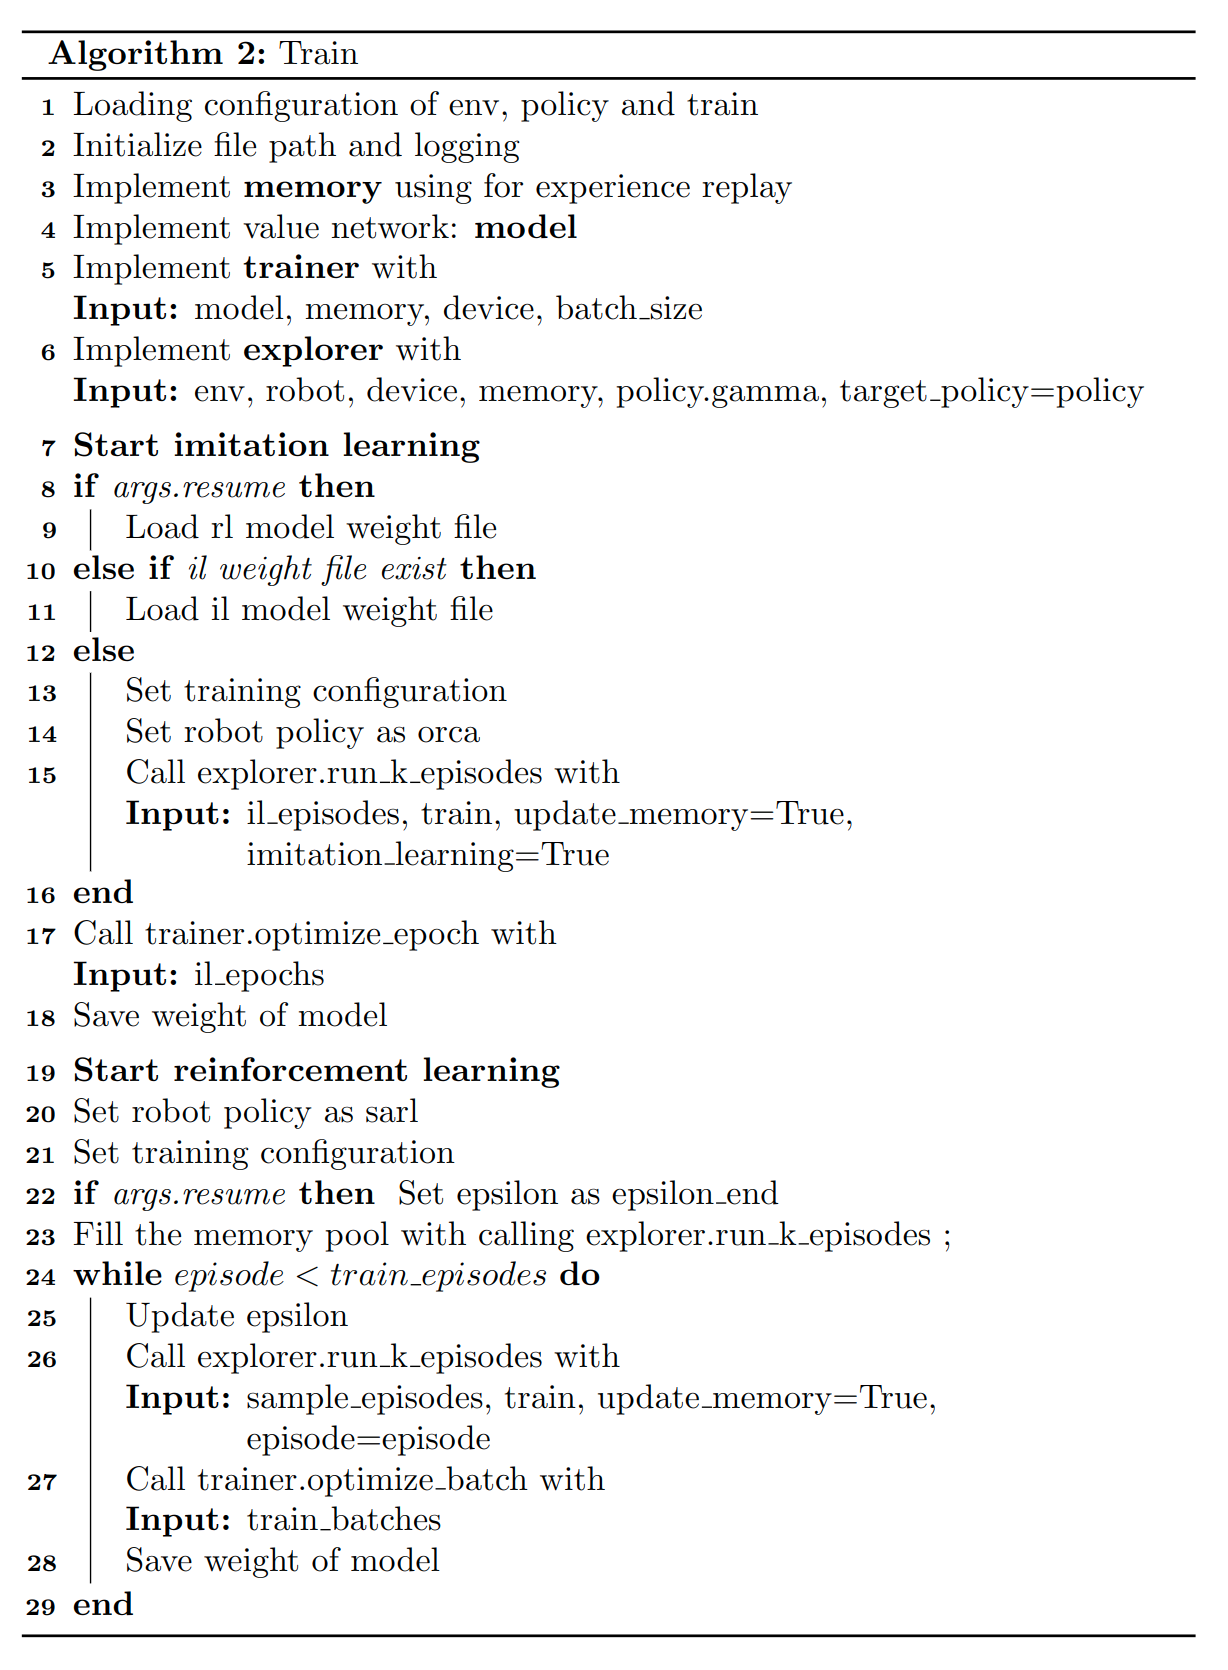 Algorithm 2: Train
1 Loading configuration of env, policy and train
2 Initialize file path and logging
3 Implement memory using for experience replay
4 Implement value network: model
5 Implement trainer with
Input: model, memory, device, batch_size
6 Implement explorer with
Input: env, robot, device, memory, policy.gamma, target_policy=policy
7 Start imitation learning
8 if args.resume then
9 Load rl model weight file
10 else if il weight file exist then
11 Load il model weight file
12 else
13 Set training configuration
14 Set robot policy as orca
15 Call explorer.run_k_episodes with
Input: il_episodes, train, update_memory=True,
imitation_learning=True
16 end
17 Call trainer.optimize_epoch with
Input: il_epochs
18 Save weight of model
19 Start reinforcement learning
20 Set robot policy as sarl
21 Set training configuration
22 if args.resume then Set epsilon as epsilon_end
23 Fill the memory pool with calling explorer.run_k_episodes ;
24 while episode < train_episodes do
25 Update epsilon
26 Call explorer.run_k_episodes with
Input: sample_episodes, train, update_memory=True,
episode=episode
27 Call trainer.optimize_batch with
Input: train_batches
28 Save weight of model
29 end